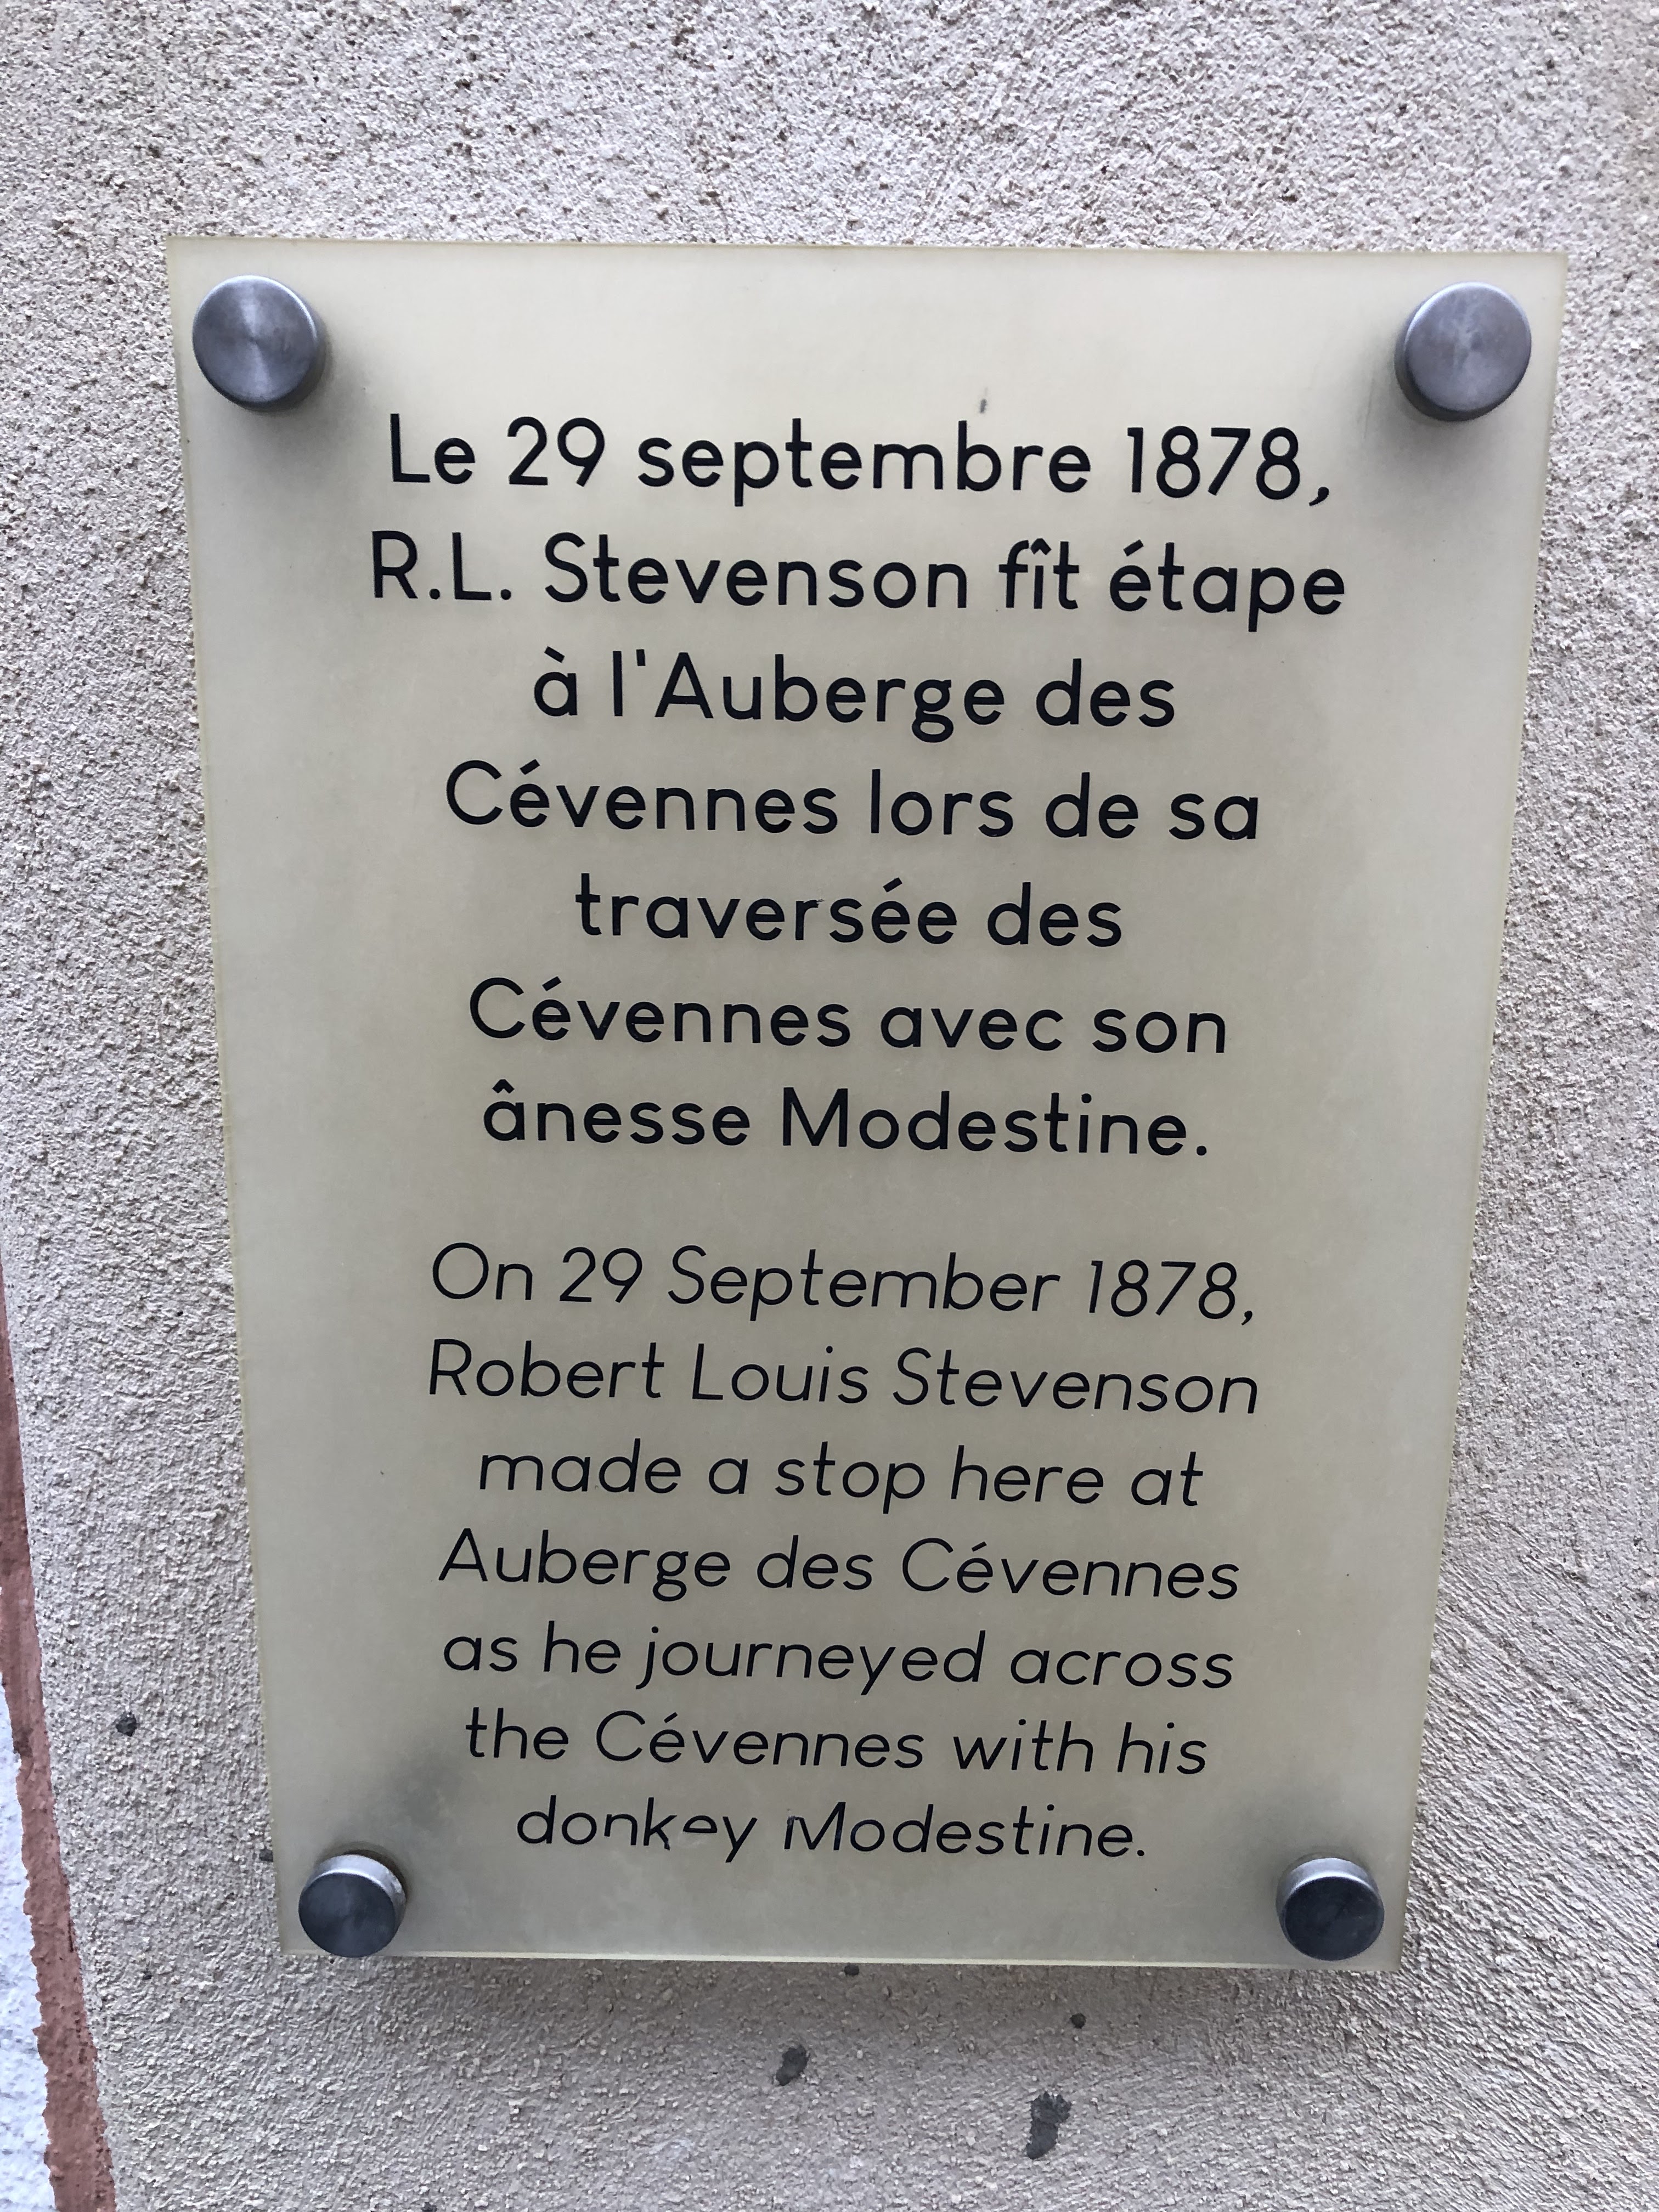 Le 29 septembre 1878,
R.L. Stevenson fît étape
à l'Auberge des
Cévennes lors de sa
traversée des
Cévennes avec son
ânesse Modestine.
On 29 September 1878,
Robert Louis Stevenson
made a stop here at
Auberge des Cévennes
as he journeyed across
the Cévennes with his
donkey Modestine.